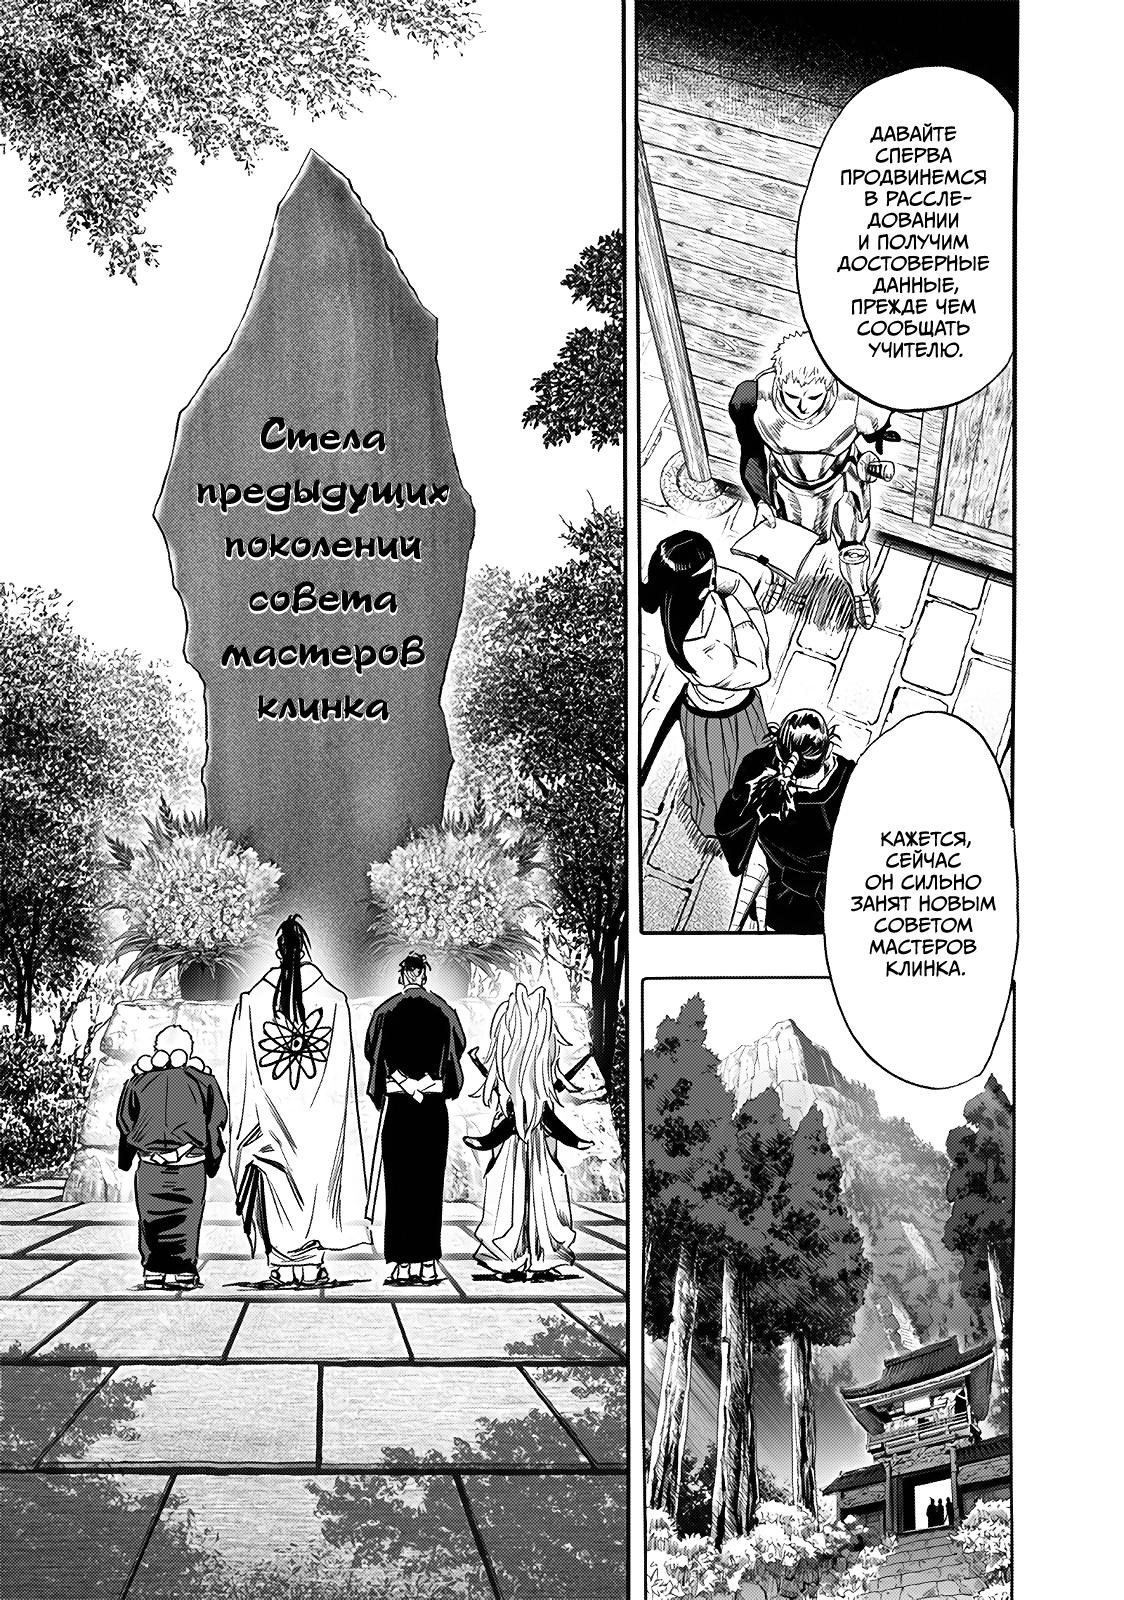 ДАВАЙТЕ
СПЕРВА
ПРОДВИНЕМСЯ
В РАССЛЕ-
ДОВАНИИ
И ПОЛУЧИМ
ДОСТОВЕРНЫЕ
ДАННЫЕ,
ПРЕЖДЕ ЧЕМ
СООБЩАТЬ
УЧИТЕЛЮ.
КАЖЕТСЯ,
СЕЙЧАС
ОН СИЛЬНО
ЗАНЯТ НОВЫМ
СОВЕТОМ
МАСТЕРОВ
КЛИНКА.
Стела
предыдущих
поколений
совета
мастеров
клинка